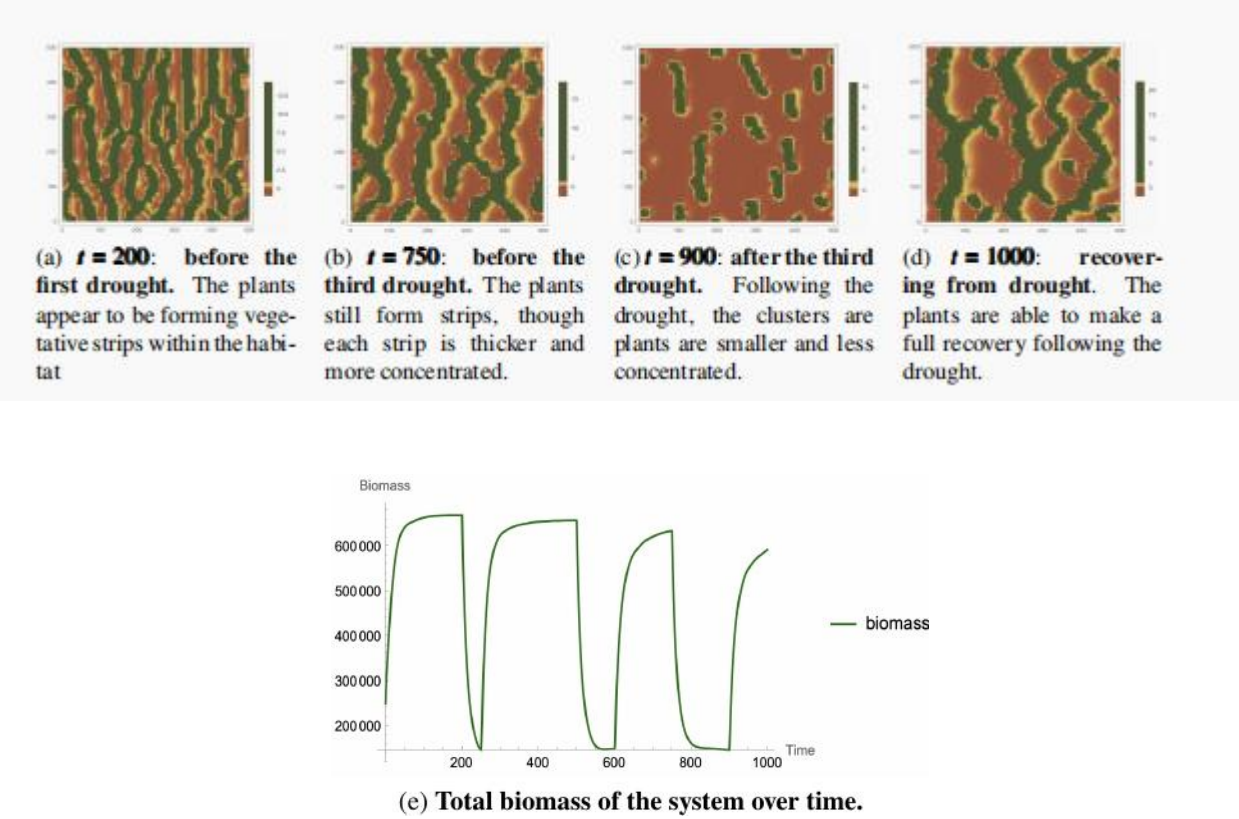 (a) t = 200: before the
first drought. The plants
appear to be forming vege-
tative strips within the habi-
tat
(b) t = 750: before the
third drought. The plants
still form strips, though
each strip is thicker and
more concentrated.
(c) t = 900: after the third
drought. Following the
drought, the clusters are
plants are smaller and less
concentrated.
(d) t = 1000: recover-
ing from drought. The
plants are able to make a
full recovery following the
drought.
Biomass
600 000
500 000
400 000
300 000
200 000
200 400 600 800 1000
Time
biomass
(e) Total biomass of the system over time.